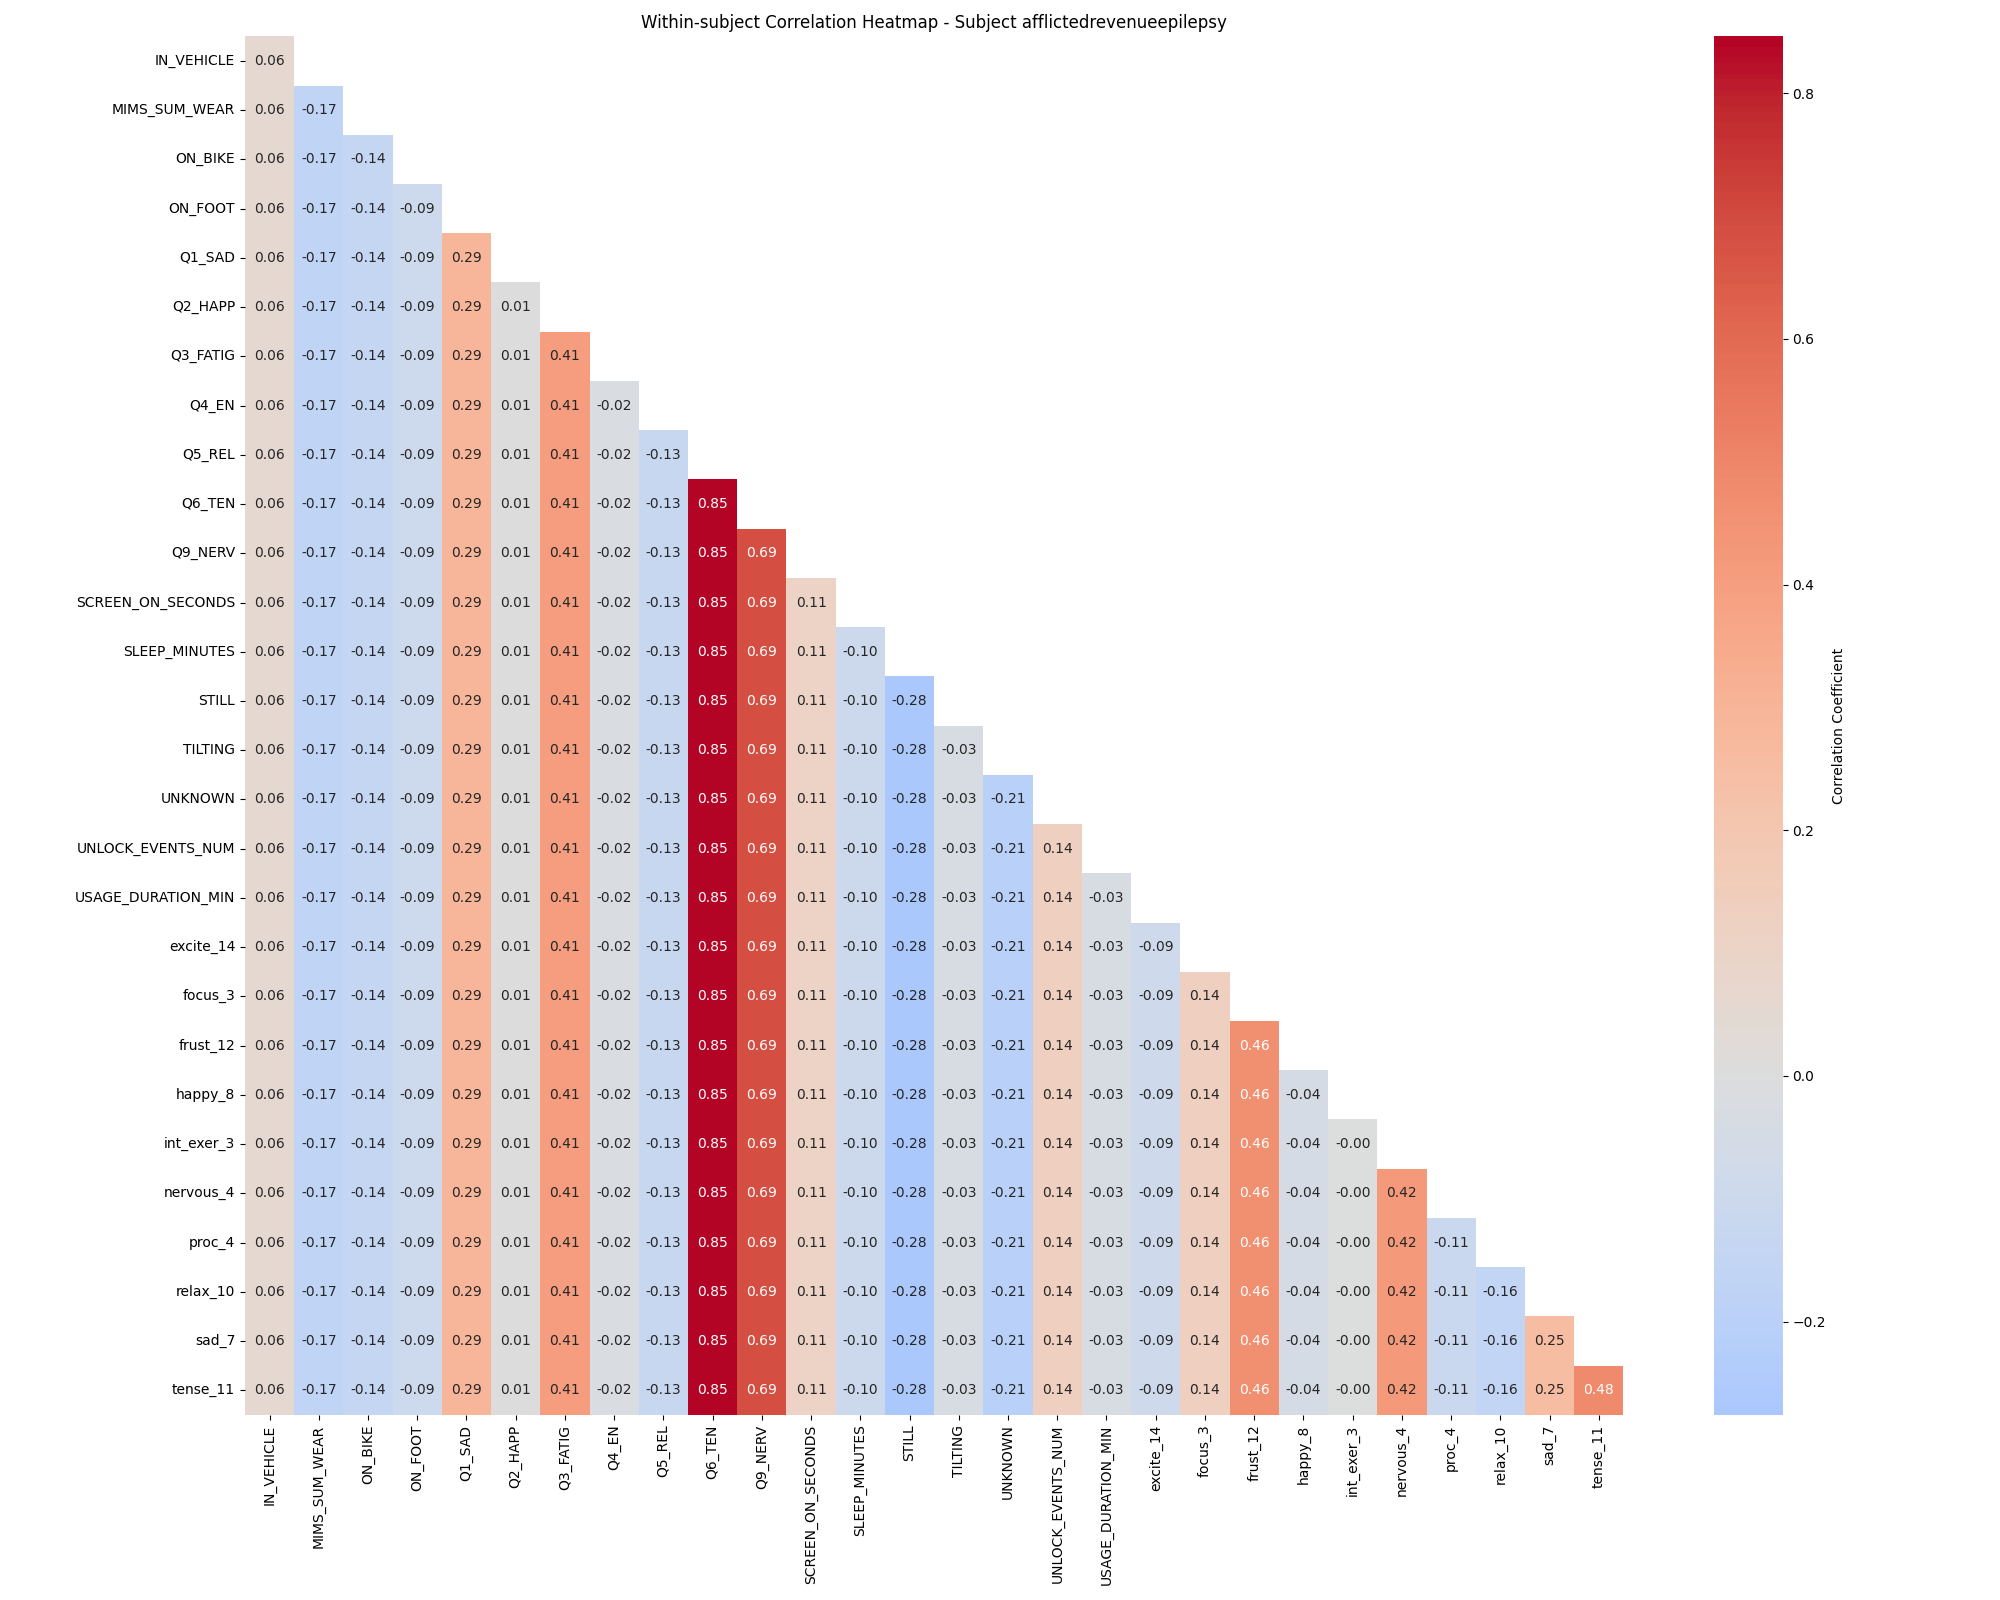 Within-subject Correlation Heatmap - Subject afflictedrevenueepilepsy
IN_VEHICLE 0.06
MIMS_SUM_WEAR 0.06 -0.17
ON_BIKE 0.06 -0.17 -0.14
ON_FOOT 0.06 -0.17 -0.14 -0.09
Q1_SAD 0.06 -0.17 -0.14 -0.09 0.29
Q2_HAPP 0.06 -0.17 -0.14 -0.09 0.29 0.01
Q3_FATIG 0.06 -0.17 -0.14 -0.09 0.29 0.01 0.41
Q4_EN 0.06 -0.17 -0.14 -0.09 0.29 0.01 0.41 -0.02
Q5_REL 0.06 -0.17 -0.14 -0.09 0.29 0.01 0.41 -0.02 -0.13
Q6_TEN 0.06 -0.17 -0.14 -0.09 0.29 0.01 0.41 -0.02 -0.13 0.85
Q9_NERV 0.06 -0.17 -0.14 -0.09 0.29 0.01 0.41 -0.02 -0.13 0.85 0.69
SCREEN_ON_SECONDS 0.06 -0.17 -0.14 -0.09 0.29 0.01 0.41 -0.02 -0.13 0.85 0.69 0.11
SLEEP_MINUTES 0.06 -0.17 -0.14 -0.09 0.29 0.01 0.41 -0.02 -0.13 0.85 0.69 0.11 -0.10
STILL 0.06 -0.17 -0.14 -0.09 0.29 0.01 0.41 -0.02 -0.13 0.85 0.69 0.11 -0.10 -0.28
TILTING 0.06 -0.17 -0.14 -0.09 0.29 0.01 0.41 -0.02 -0.13 0.85 0.69 0.11 -0.10 -0.28 -0.03
UNKNOWN 0.06 -0.17 -0.14 -0.09 0.29 0.01 0.41 -0.02 -0.13 0.85 0.69 0.11 -0.10 -0.28 -0.03 -0.21
UNLOCK_EVENTS_NUM 0.06 -0.17 -0.14 -0.09 0.29 0.01 0.41 -0.02 -0.13 0.85 0.69 0.11 -0.10 -0.28 -0.03 -0.21 0.14
USAGE_DURATION_MIN 0.06 -0.17 -0.14 -0.09 0.29 0.01 0.41 -0.02 -0.13 0.85 0.69 0.11 -0.10 -0.28 -0.03 -0.21 0.14 -0.03
excite_14 0.06 -0.17 -0.14 -0.09 0.29 0.01 0.41 -0.02 -0.13 0.85 0.69 0.11 -0.10 -0.28 -0.03 -0.21 0.14 -0.03 -0.09
focus_3 0.06 -0.17 -0.14 -0.09 0.29 0.01 0.41 -0.02 -0.13 0.85 0.69 0.11 -0.10 -0.28 -0.03 -0.21 0.14 -0.03 -0.09 0.14
frust_12 0.06 -0.17 -0.14 -0.09 0.29 0.01 0.41 -0.02 -0.13 0.85 0.69 0.11 -0.10 -0.28 -0.03 -0.21 0.14 -0.03 -0.09 0.14 0.46
happy_8 0.06 -0.17 -0.14 -0.09 0.29 0.01 0.41 -0.02 -0.13 0.85 0.69 0.11 -0.10 -0.28 -0.03 -0.21 0.14 -0.03 -0.09 0.14 0.46 -0.04
int_exer_3 0.06 -0.17 -0.14 -0.09 0.29 0.01 0.41 -0.02 -0.13 0.85 0.69 0.11 -0.10 -0.28 -0.03 -0.21 0.14 -0.03 -0.09 0.14 0.46 -0.04 -0.00
nervous_4 0.06 -0.17 -0.14 -0.09 0.29 0.01 0.41 -0.02 -0.13 0.85 0.69 0.11 -0.10 -0.28 -0.03 -0.21 0.14 -0.03 -0.09 0.14 0.46 -0.04 -0.00 0.42
proc_4 0.06 -0.17 -0.14 -0.09 0.29 0.01 0.41 -0.02 -0.13 0.85 0.69 0.11 -0.10 -0.28 -0.03 -0.21 0.14 -0.03 -0.09 0.14 0.46 -0.04 -0.00 0.42 -0.11
relax_10 0.06 -0.17 -0.14 -0.09 0.29 0.01 0.41 -0.02 -0.13 0.85 0.69 0.11 -0.10 -0.28 -0.03 -0.21 0.14 -0.03 -0.09 0.14 0.46 -0.04 -0.00 0.42 -0.11 -0.16
sad_7 0.06 -0.17 -0.14 -0.09 0.29 0.01 0.41 -0.02 -0.13 0.85 0.69 0.11 -0.10 -0.28 -0.03 -0.21 0.14 -0.03 -0.09 0.14 0.46 -0.04 -0.00 0.42 -0.11 -0.16 0.25
tense_11 0.06 -0.17 -0.14 -0.09 0.29 0.01 0.41 -0.02 -0.13 0.85 0.69 0.11 -0.10 -0.28 -0.03 -0.21 0.14 -0.03 -0.09 0.14 0.46 -0.04 -0.00 0.42 -0.11 -0.16 0.25 0.48
IN_VEHICLE
MIMS_SUM_WEAR
ON_BIKE
ON_FOOT
Q1_SAD
Q2_HAPP
Q3_FATIG
Q4_EN
Q5_REL
Q6_TEN
Q9_NERV
SCREEN_ON_SECONDS
SLEEP_MINUTES
STILL
TILTING
UNKNOWN
UNLOCK_EVENTS_NUM
USAGE_DURATION_MIN
excite_14
focus_3
frust_12
happy_8
int_exer_3
nervous_4
proc_4
relax_10
sad_7
tense_11
0.8
0.6
0.4
0.2
0.0
−0.2
Correlation Coefficient